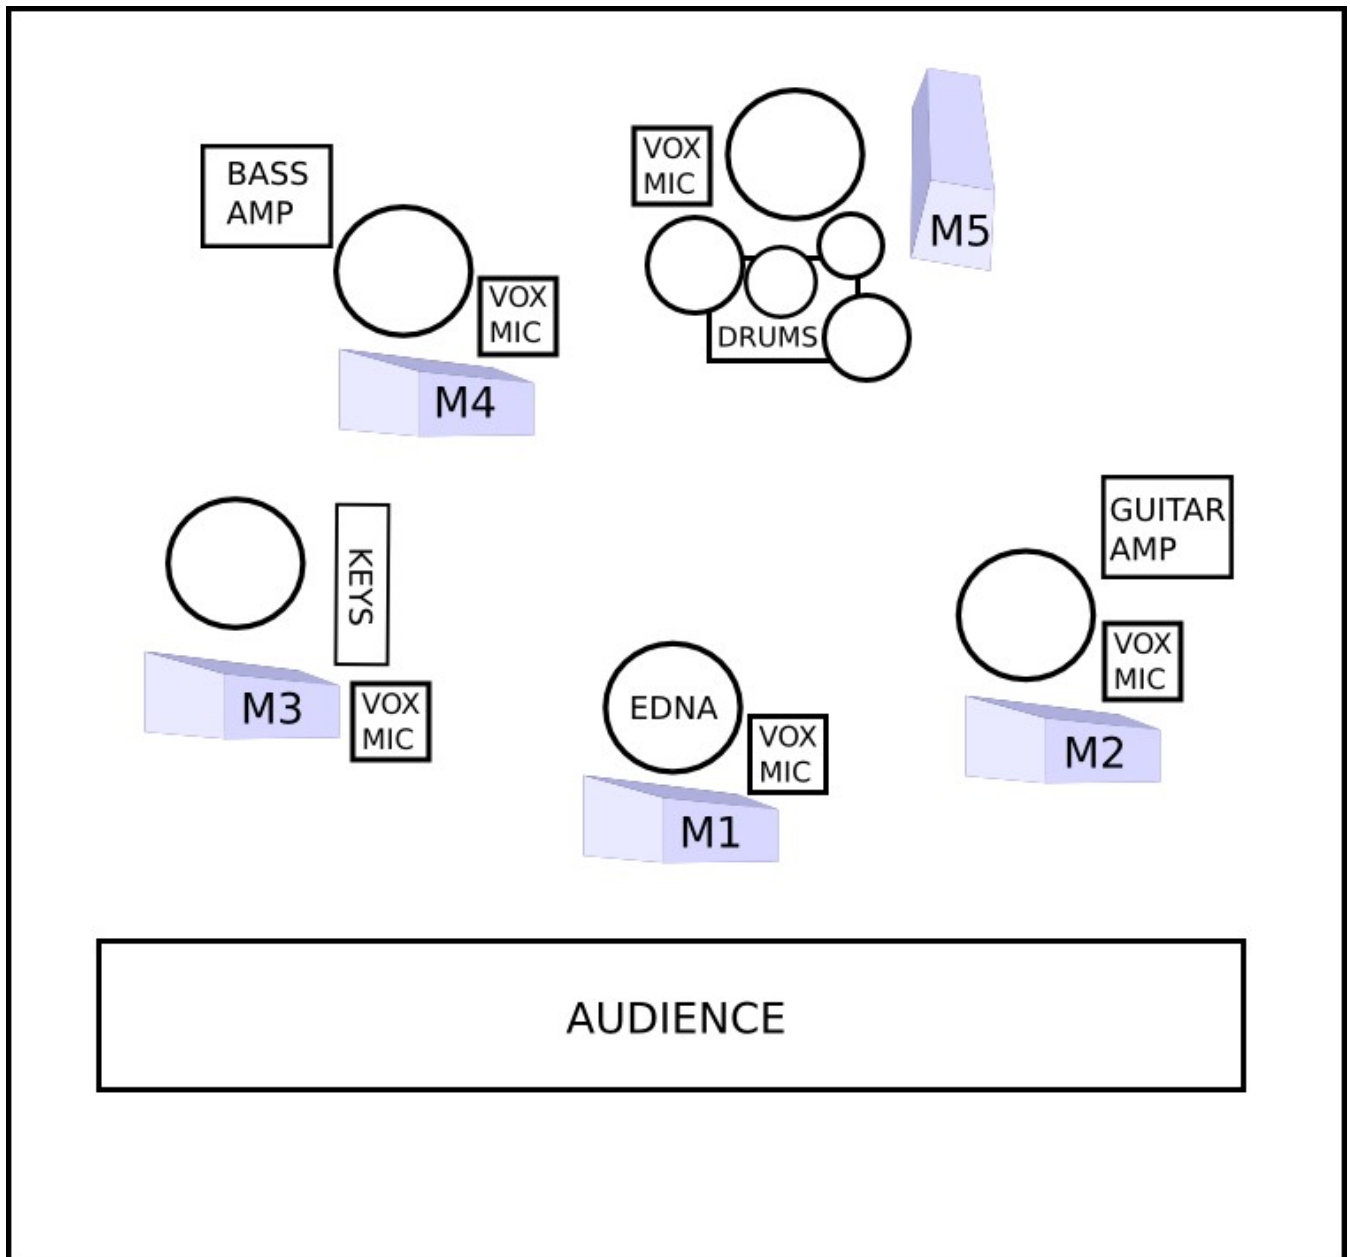 BASS
AMP
VOX
MIC
M5
VOX
MIC
DRUMS
M4
KEYS
GUITAR
AMP
M3
VOX
MIC
EDNA
VOX
MIC
M1
VOX
MIC
M2
AUDIENCE